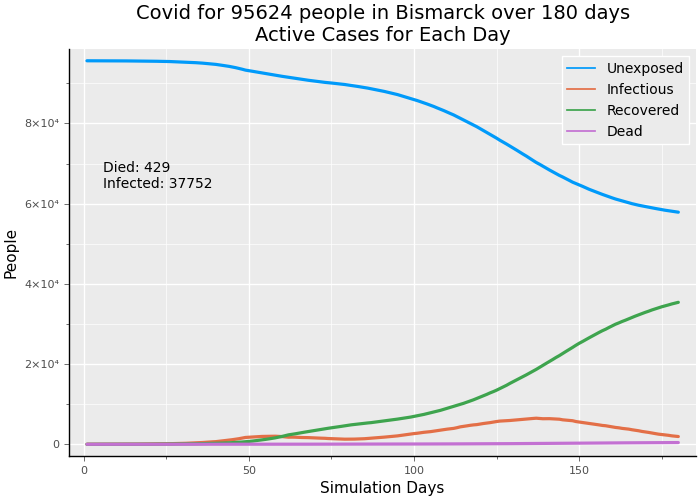 Covid for 95624 people in Bismarck over 180 days
Active Cases for Each Day
Unexposed
Infectious
Recovered
Dead
8×10⁴
6×10⁴
4×10⁴
2×10⁴
0
Died: 429
Infected: 37752
People
0
50
100
150
Simulation Days